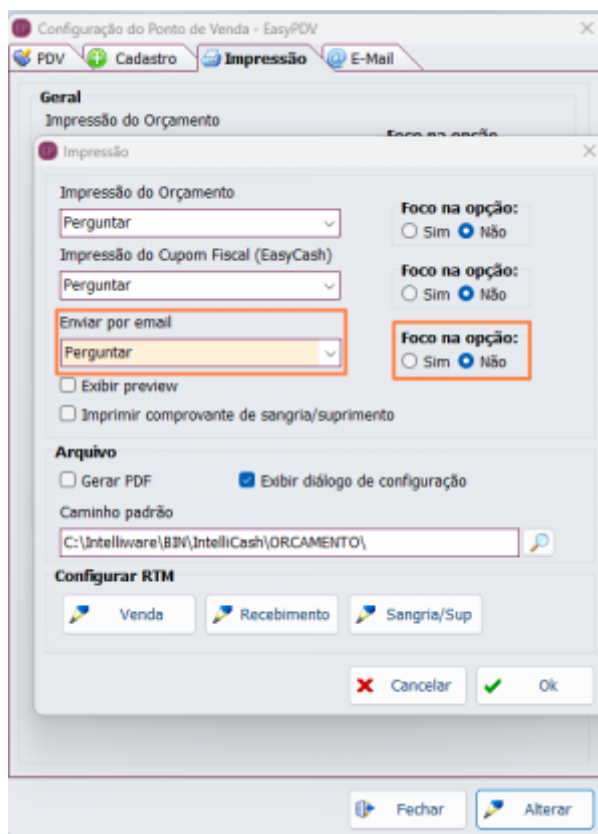 Configuração do Ponto de Venda - EasyPDV
PDV Cadastro Impressão E-Mail
Geral
Impressão do Orçamento
Foco na opção
Impressão
Impressão do Orçamento
Foco na opção:
Perguntar
Sim Não
Impressão do Cupom Fiscal (EasyCash)
Foco na opção:
Perguntar
Sim Não
Enviar por email
Foco na opção:
Perguntar
Sim Não
Exibir preview
Imprimir comprovante de sangria/suprimento
Arquivo
Gerar PDF Exibir diálogo de configuração
Caminho padrão
C:\Intelliware\BIN\IntelliCash\ORCAMENTO\
Configurar RTM
Venda Recebimento Sangria/Sup
Cancelar Ok
Fechar Alterar